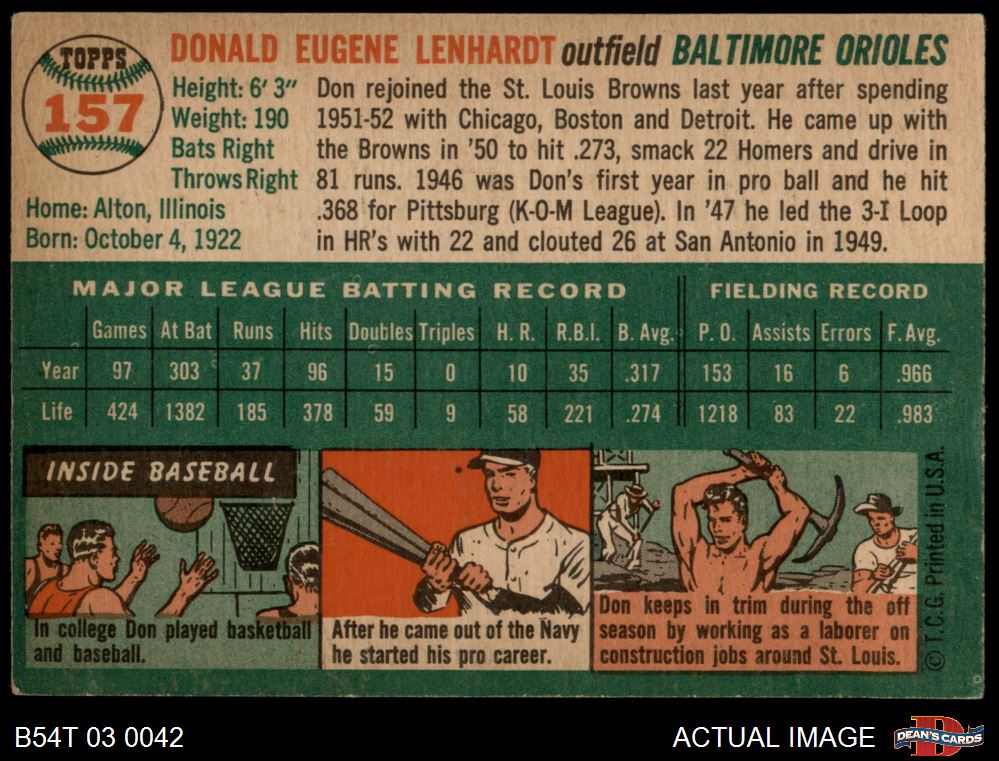 TOPPS
157
DONALD EUGENE LENHARDT outfield BALTIMORE ORIOLES
Height: 6' 3"
Weight: 190
Bats Right
Throws Right
Home: Alton, Illinois
Born: October 4, 1922
Don rejoined the St. Louis Browns last year after spending
1951-52 with Chicago, Boston and Detroit. He came up with
the Browns in '50 to hit .273, smack 22 Homers and drive in
81 runs. 1946 was Don's first year in pro ball and he hit
.368 for Pittsburg (K-O-M League). In '47 he led the 3-I Loop
in HR's with 22 and clouted 26 at San Antonio in 1949.
MAJOR LEAGUE BATTING RECORD FIELDING RECORD
Games At Bat Runs Hits Doubles Triples H. R. R.B.I. B. Avg. P. O. Assists Errors F. Avg.
Year 97 303 37 96 15 0 10 35 .317 153 16 6 .966
Life 424 1382 185 378 59 9 58 221 .274 1218 83 22 .983
INSIDE BASEBALL
In college Don played basketball
and baseball.
After he came out of the Navy
he started his pro career.
Don keeps in trim during the off
season by working as a laborer on
construction jobs around St. Louis.
© T.C.G. Printed in U.S.A.
B54T 03 0042
ACTUAL IMAGE
DEAN'S CARDS